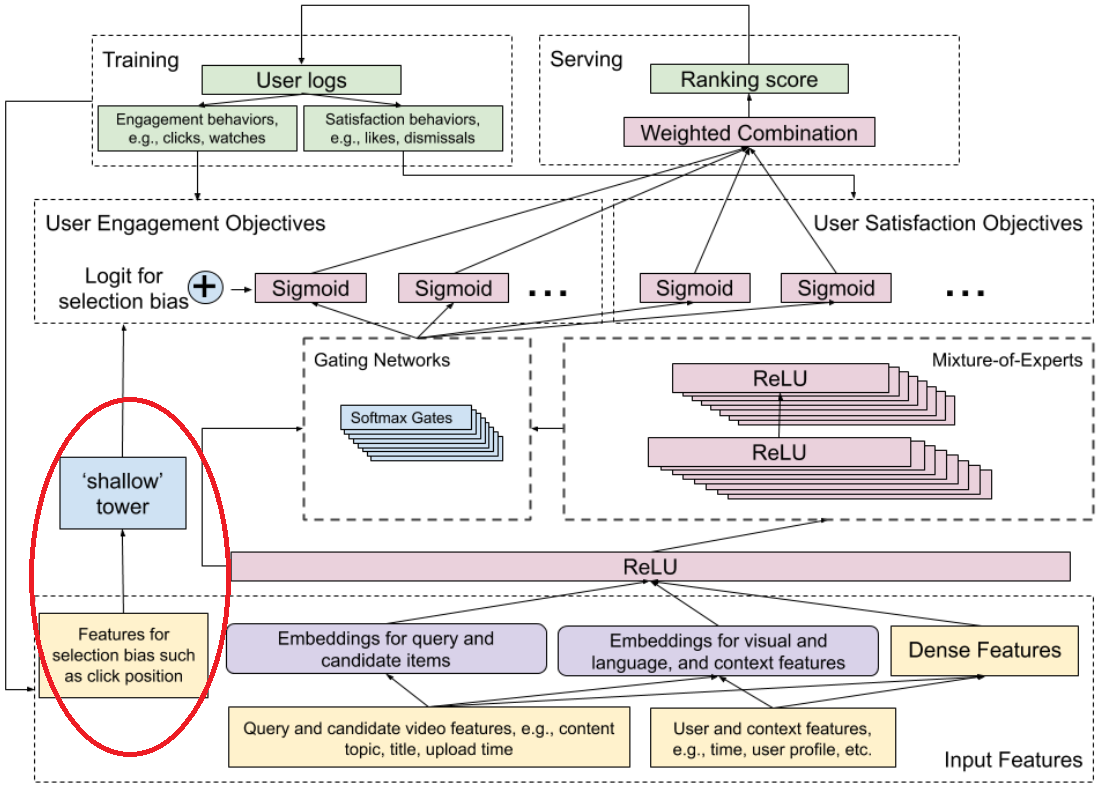 Training
User logs
Engagement behaviors,
e.g., clicks, watches
Satisfaction behaviors,
e.g., likes, dismissals
Serving
Ranking score
Weighted Combination
User Engagement Objectives
Logit for
selection bias
+
Sigmoid
Sigmoid
...
User Satisfaction Objectives
Sigmoid
Sigmoid
...
Gating Networks
Softmax Gates
Mixture-of-Experts
ReLU
ReLU
'shallow'
tower
ReLU
Features for
selection bias such
as click position
Embeddings for query and
candidate items
Embeddings for visual and
language, and context features
Dense Features
Query and candidate video features, e.g., content
topic, title, upload time
User and context features,
e.g., time, user profile, etc.
Input Features